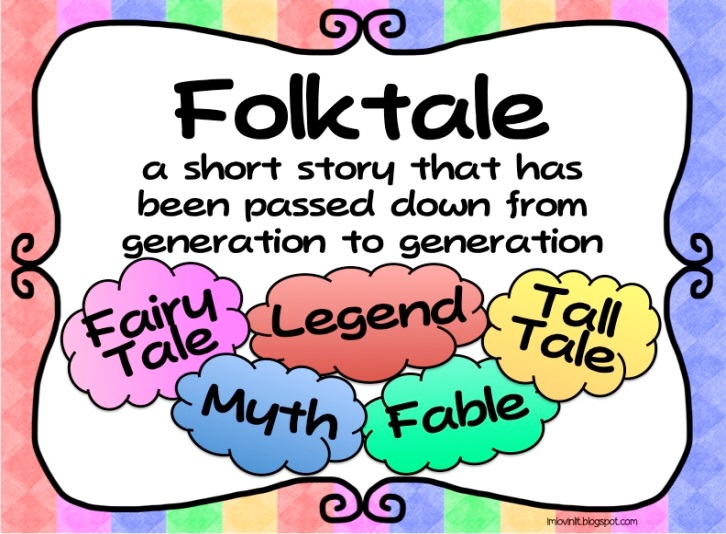 Folktale
a short story that has
been passed down from
generation to generation
Fairy
Tale
Legend
Tall
Tale
Myth
Fable
lmlovinlit.blogspot.com